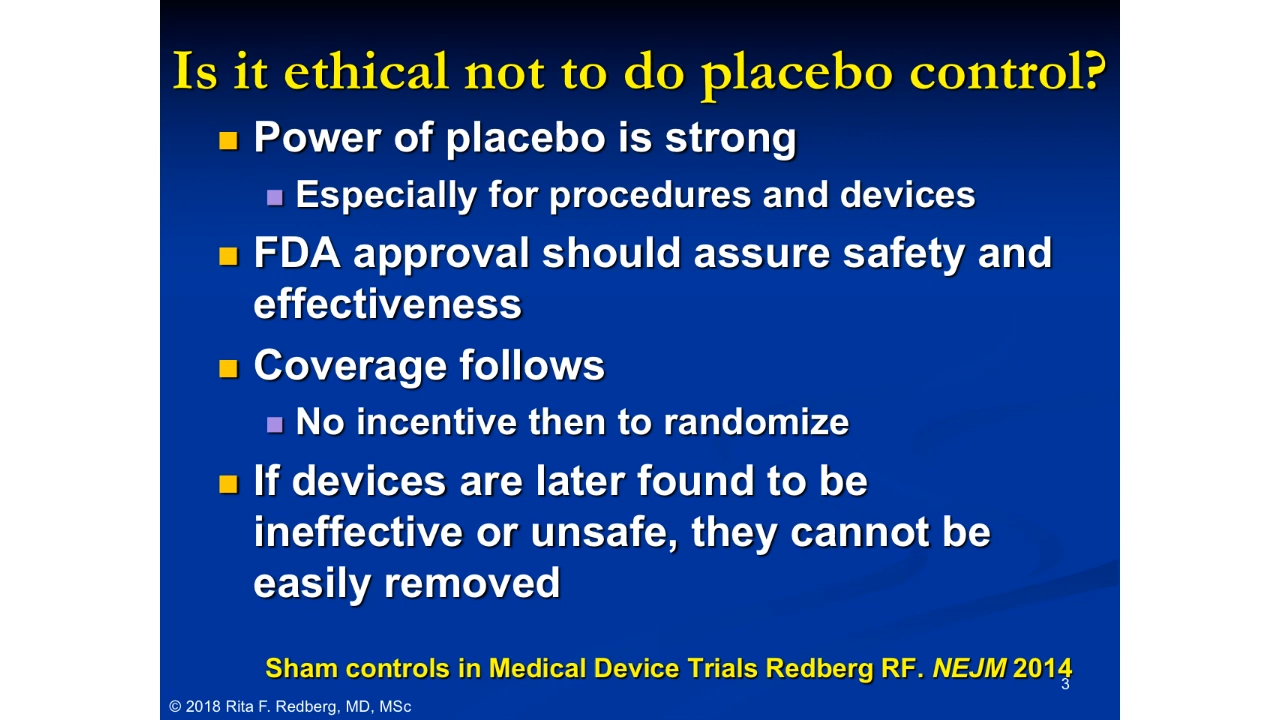 Is it ethical not to do placebo control?
Power of placebo is strong
Especially for procedures and devices
FDA approval should assure safety and
effectiveness
Coverage follows
No incentive then to randomize
If devices are later found to be
ineffective or unsafe, they cannot be
easily removed
Sham controls in Medical Device Trials Redberg RF. NEJM 2014
3
© 2018 Rita F. Redberg, MD, MSc